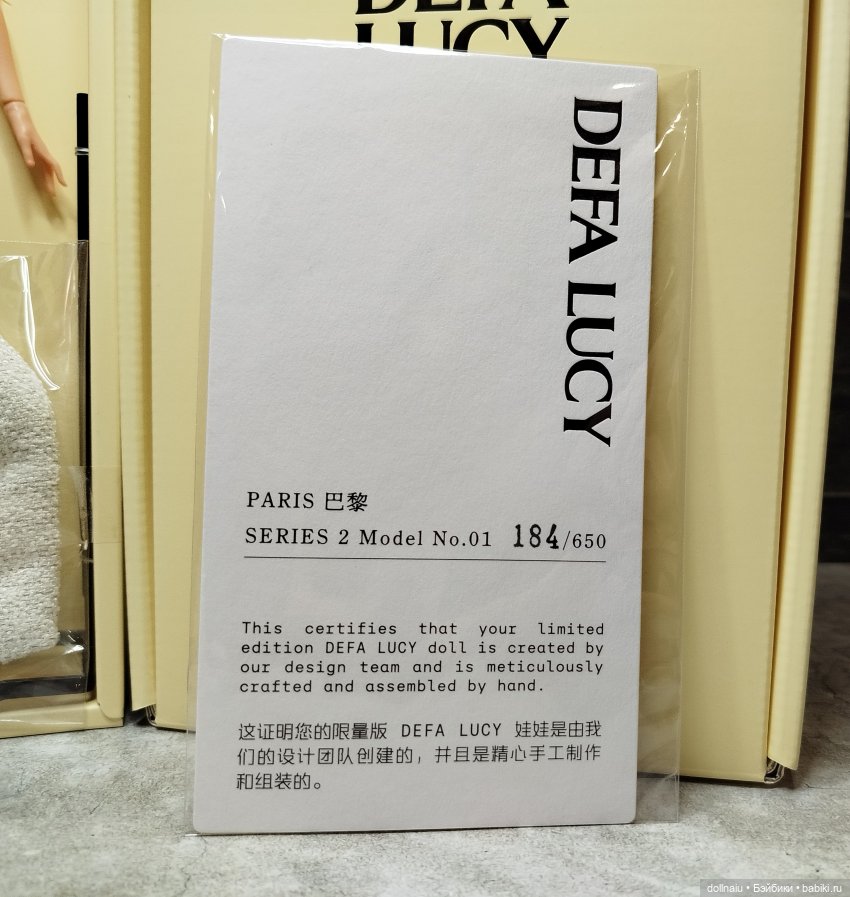 DEFA
LUCY
DEFA LUCY
PARIS 巴黎
SERIES 2 Model No.01 184/650
This certifies that your limited
edition DEFA LUCY doll is created by
our design team and is meticulously
crafted and assembled by hand.
这证明您的限量版 DEFA LUCY 娃娃是由我
们的设计团队创建的，并且是精心手工制作
和组装的。
dollnaiu • Бэйбики • babiki.ru